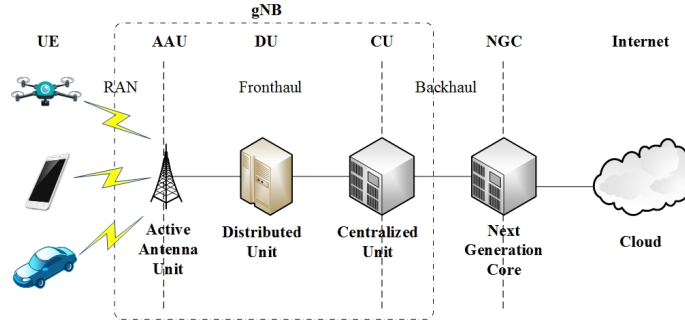 gNB
UE AAU DU CU NGC Internet
RAN Fronthaul Backhaul
Active
Antenna
Unit
Distributed
Unit
Centralized
Unit
Next
Generation
Core
Cloud